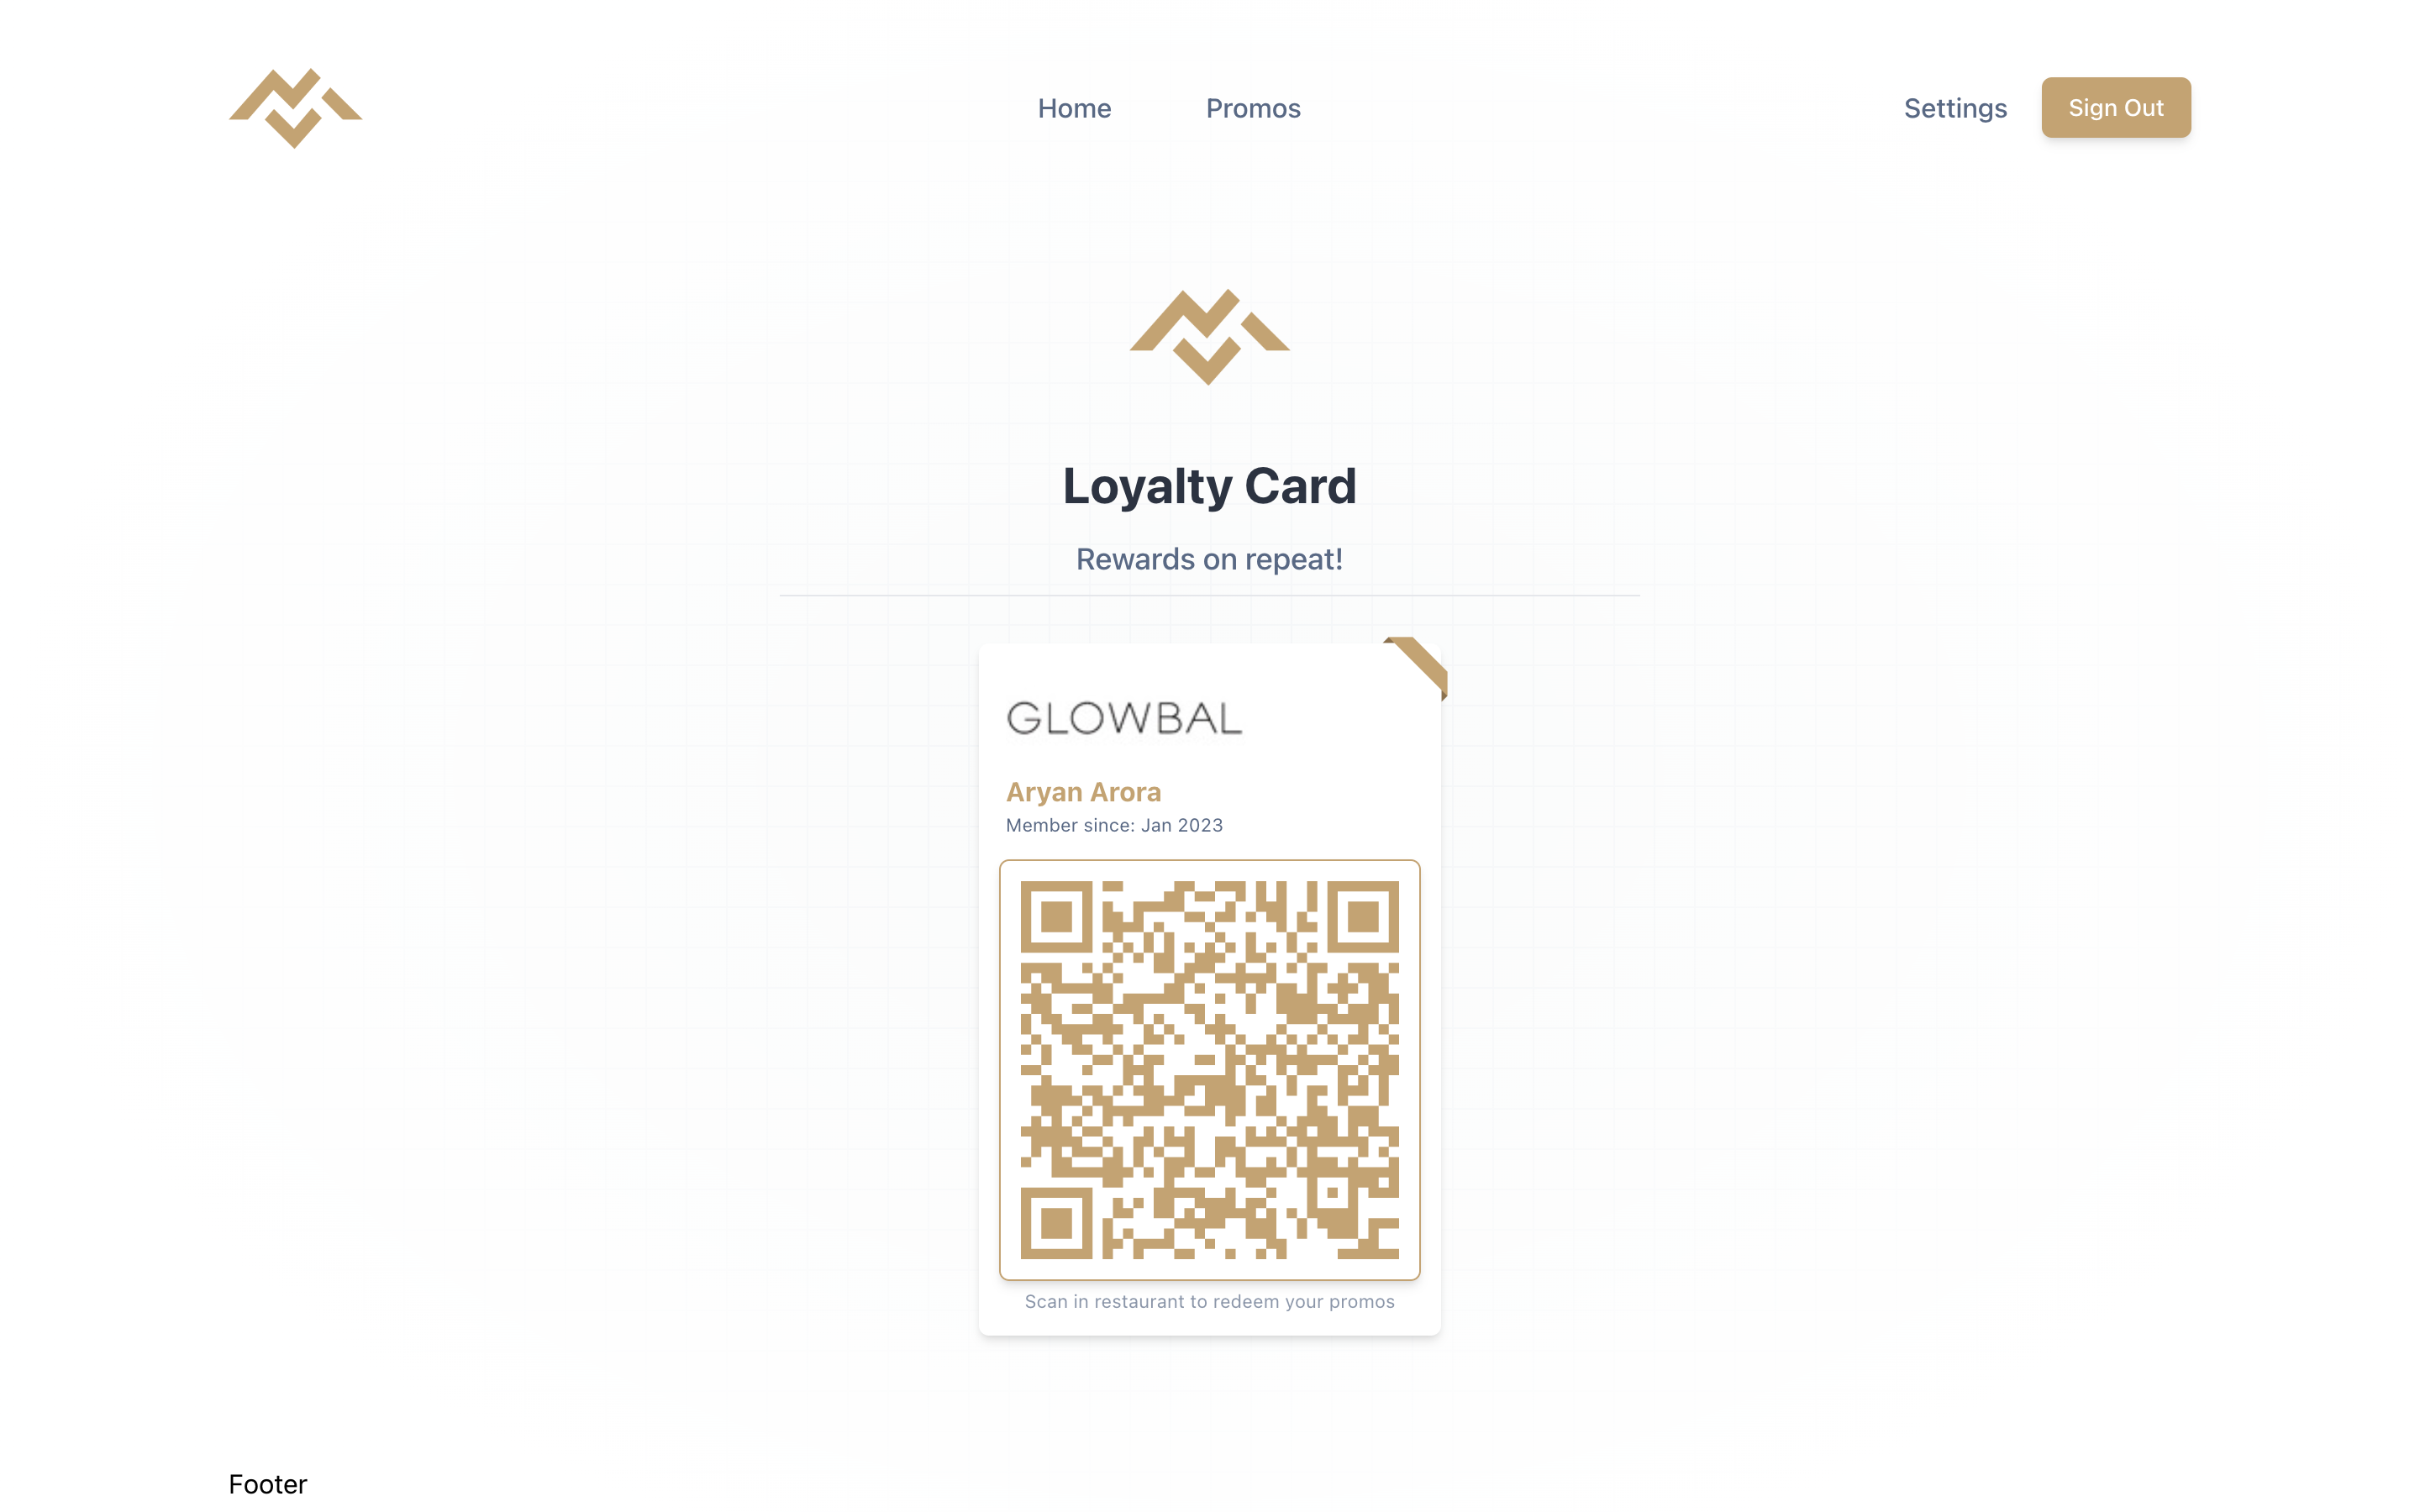 Home
Promos
Settings
Sign Out
Loyalty Card
Rewards on repeat!
GLOWBAL
Aryan Arora
Member since: Jan 2023
Scan in restaurant to redeem your promos
Footer